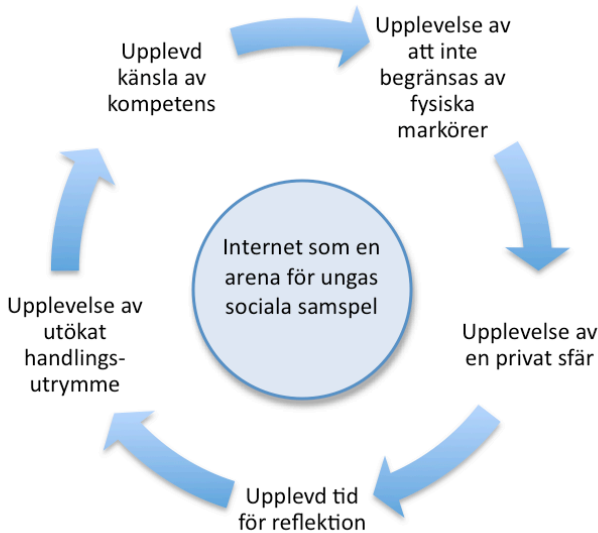 Upplevd
känsla av
kompetens
Upplevelse av
att inte
begränsas av
fysiska
markörer
Internet som en
arena för ungas
sociala samspel
Upplevelse av
en privat sfär
Upplevd tid
för reflektion
Upplevelse av
utökat
handlings-
utrymme